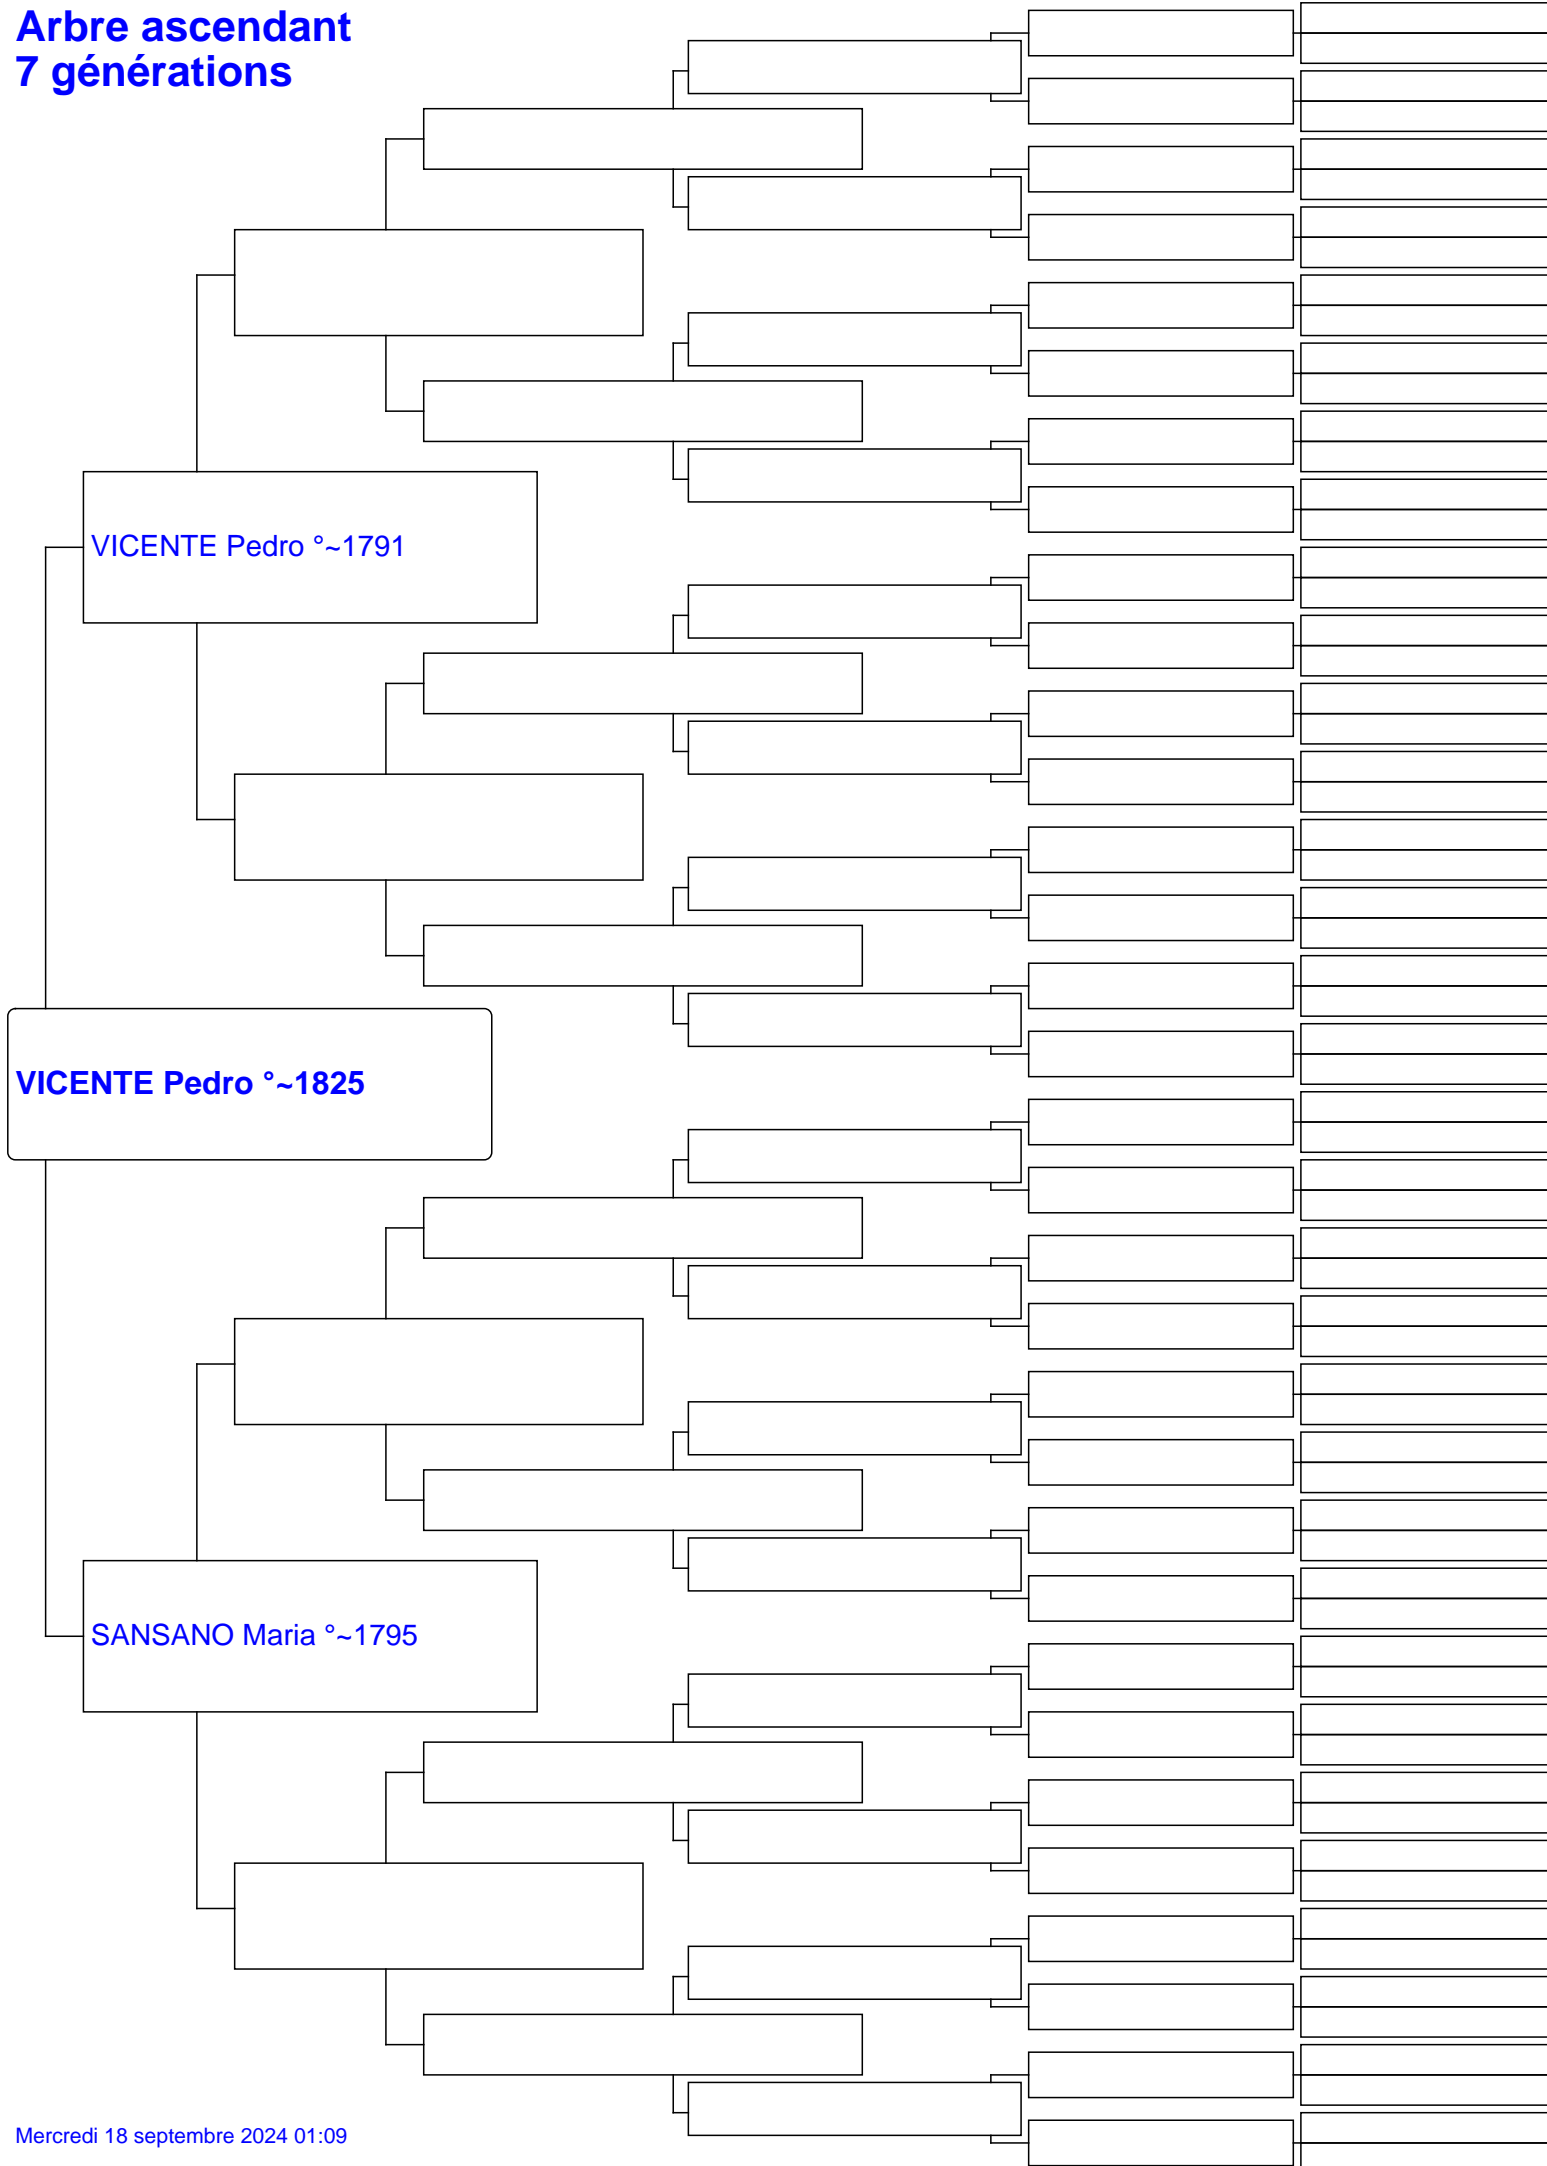 Arbre ascendant
7 générations
VICENTE Pedro °~1791
VICENTE Pedro °~1825
SANSANO Maria °~1795
Mercredi 18 septembre 2024 01:09